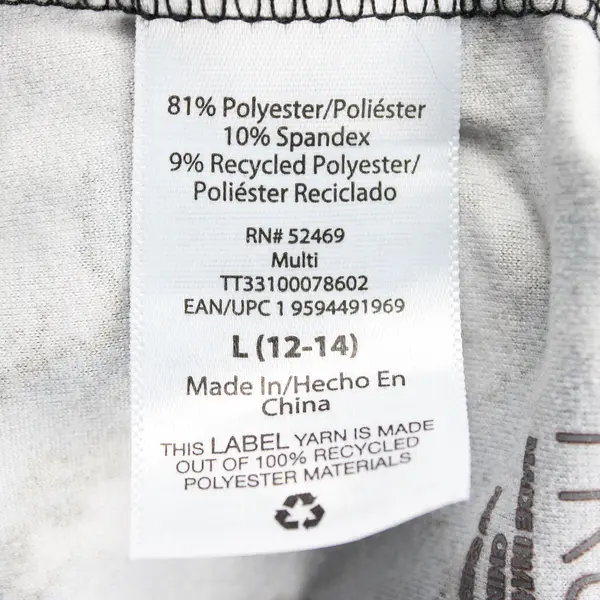 81% Polyester/Poliéster
10% Spandex
9% Recycled Polyester/
Poliéster Reciclado
RN# 52469
Multi
TT33100078602
EAN/UPC 1 9594491969
L (12-14)
Made In/Hecho En
China
THIS LABEL YARN IS MADE
OUT OF 100% RECYCLED
POLYESTER MATERIALS